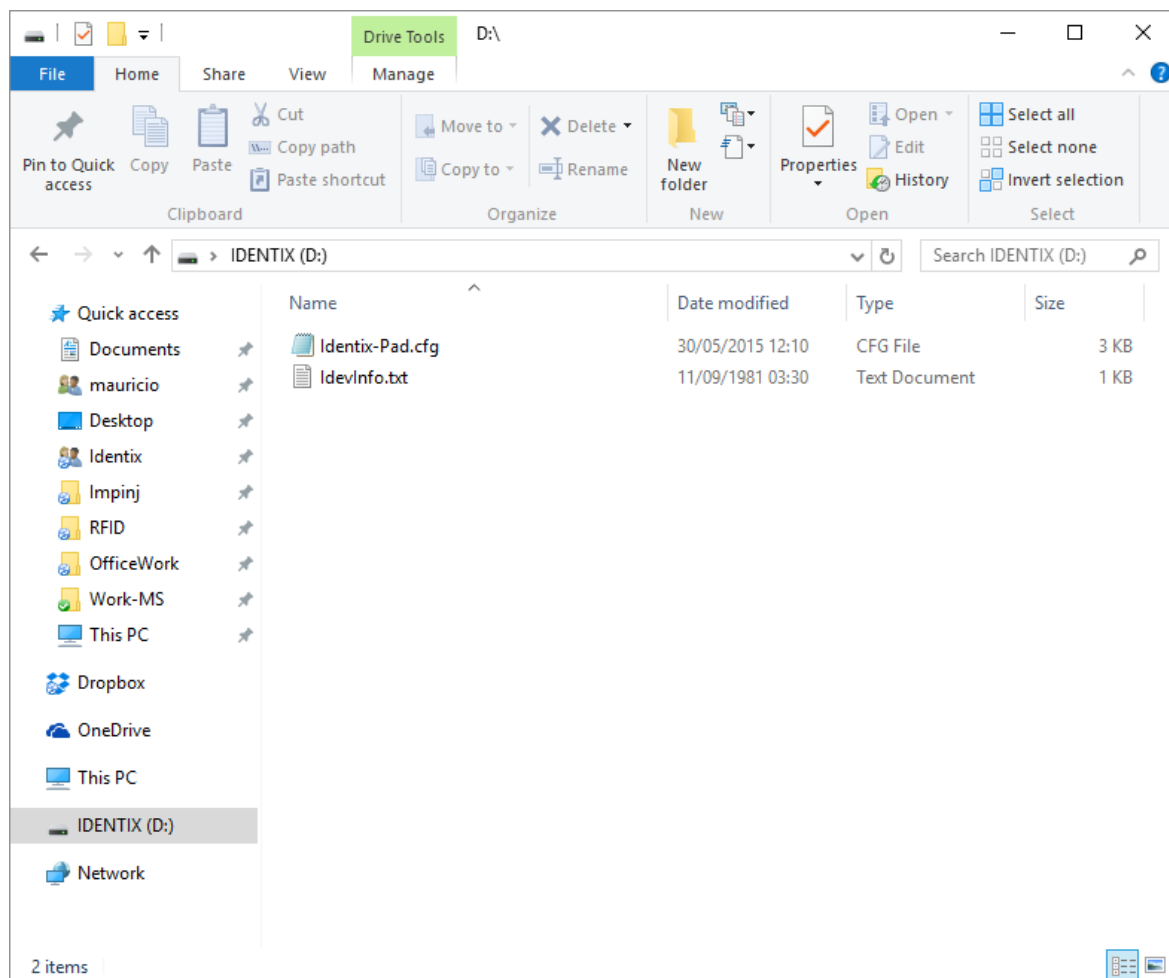 Drive Tools D:\
File Home Share View Manage
Pin to Quick access
Copy
Paste
Cut
Copy path
Paste shortcut
Clipboard
Move to
Copy to
Delete
Rename
Organize
New folder
New
Properties
Open
Edit
History
Open
Select all
Select none
Invert selection
Select
IDENTIX (D:)
Search IDENTIX (D:)
Quick access
Documents
mauricio
Desktop
Identix
Impinj
RFID
OfficeWork
Work-MS
This PC
Dropbox
OneDrive
This PC
IDENTIX (D:)
Network
Name Date modified Type Size
Identix-Pad.cfg 30/05/2015 12:10 CFG File 3 KB
IdevInfo.txt 11/09/1981 03:30 Text Document 1 KB
2 items